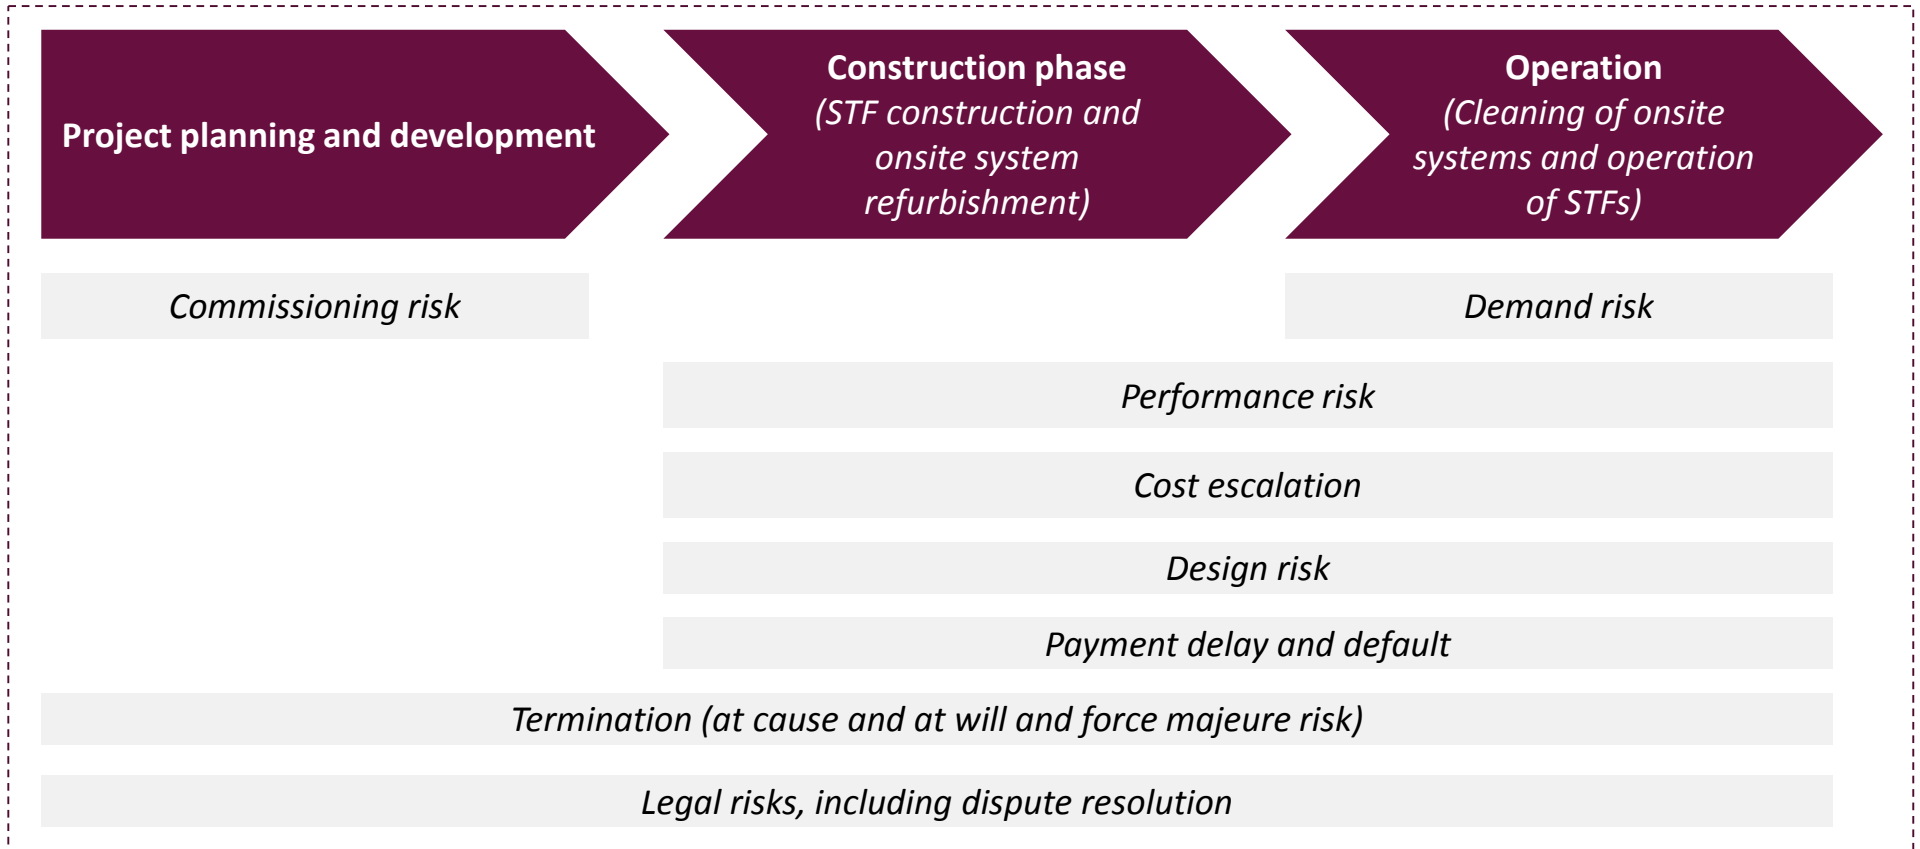 Project planning and development
Construction phase
(STF construction and
onsite system
refurbishment)
Operation
(Cleaning of onsite
systems and operation
of STFs)
Commissioning risk
Demand risk
Performance risk
Cost escalation
Design risk
Payment delay and default
Termination (at cause and at will and force majeure risk)
Legal risks, including dispute resolution